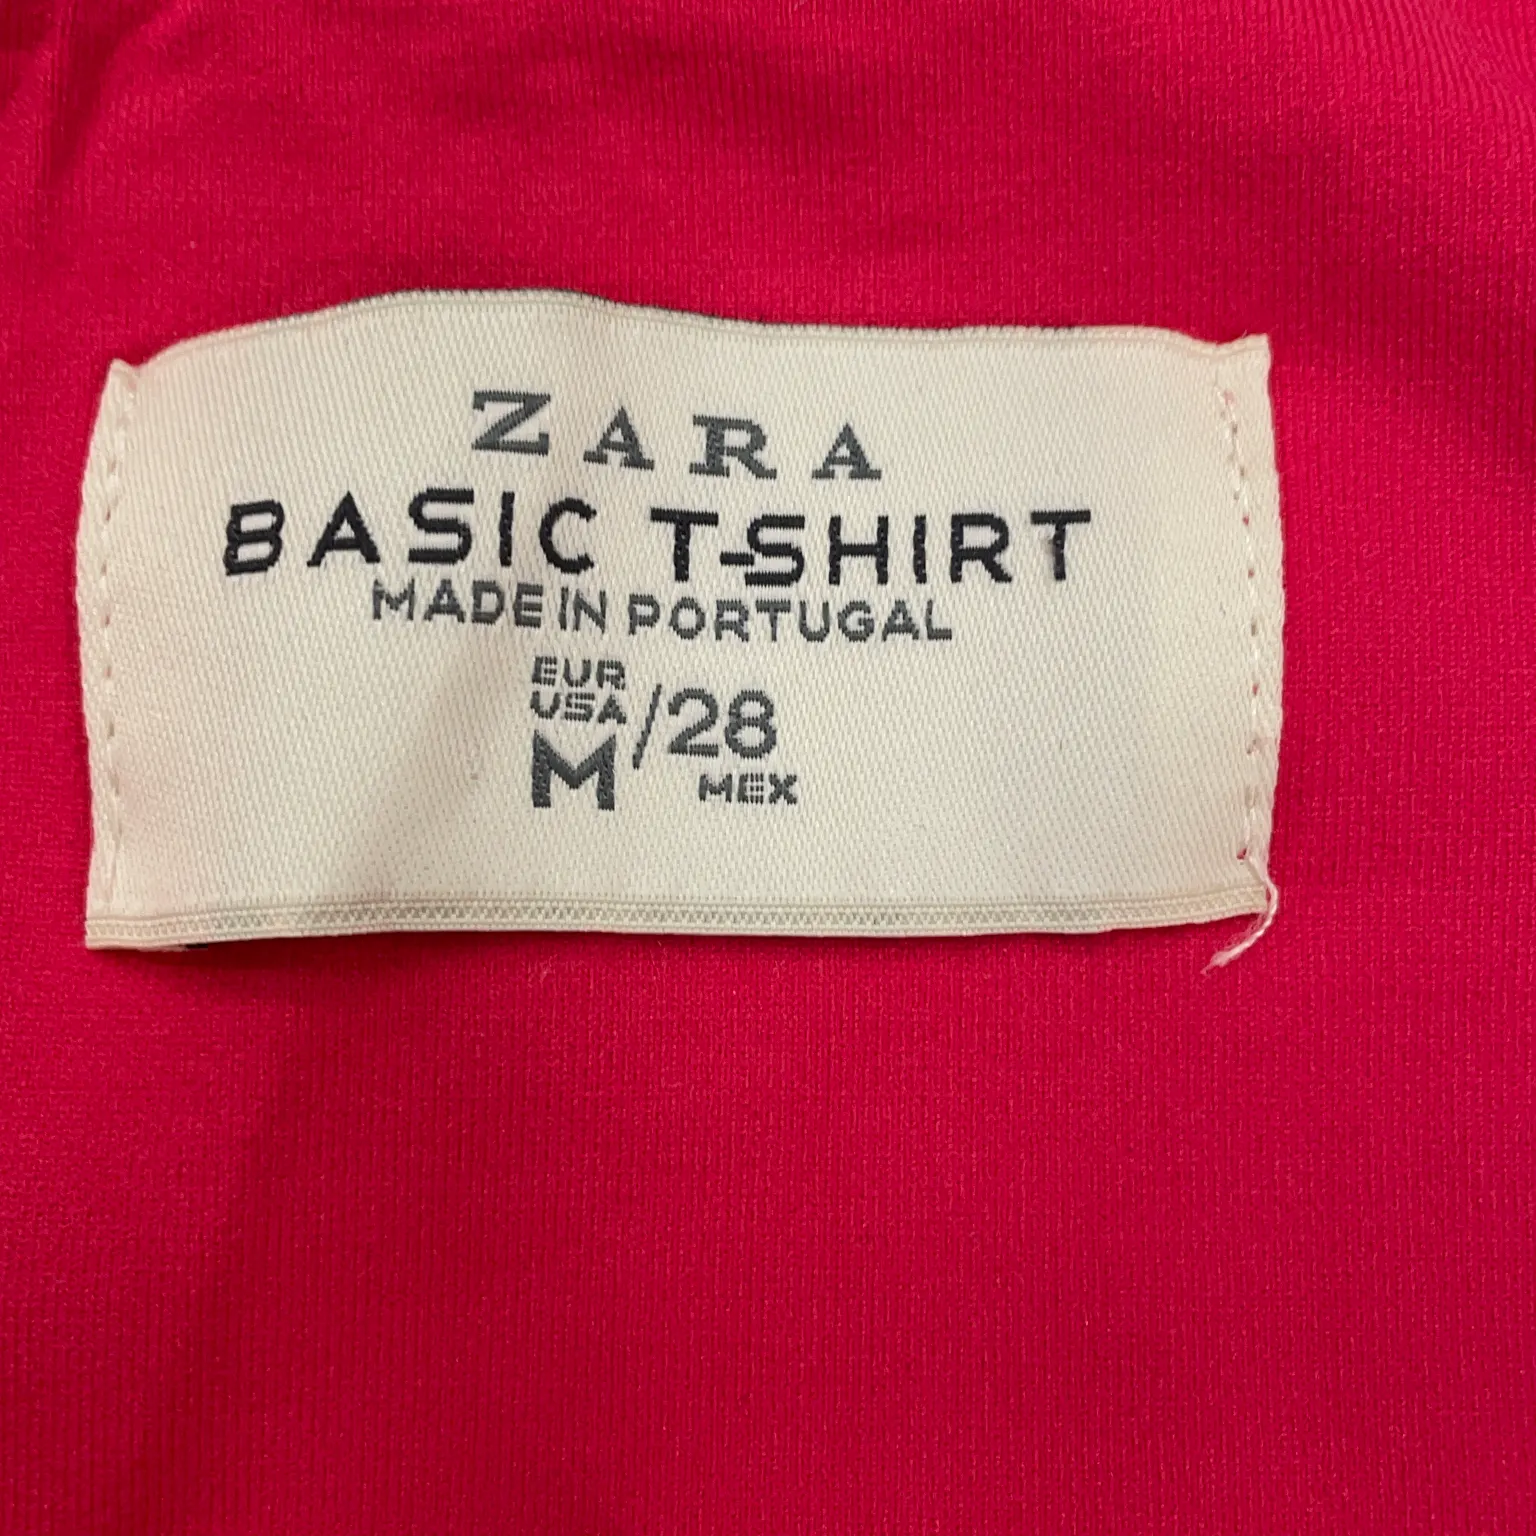 ZARA
BASIC T-SHIRT
MADE IN PORTUGAL
EUR
USA
M/28
MEX